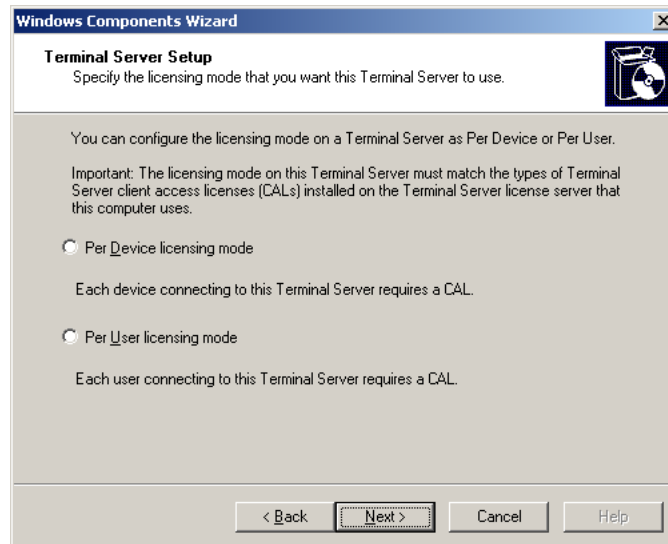 Windows Components Wizard
Terminal Server Setup
Specify the licensing mode that you want this Terminal Server to use.
You can configure the licensing mode on a Terminal Server as Per Device or Per User.
Important: The licensing mode on this Terminal Server must match the types of Terminal
Server client access licenses (CALs) installed on the Terminal Server license server that
this computer uses.
Per Device licensing mode
Each device connecting to this Terminal Server requires a CAL.
Per User licensing mode
Each user connecting to this Terminal Server requires a CAL.
< Back Next > Cancel Help